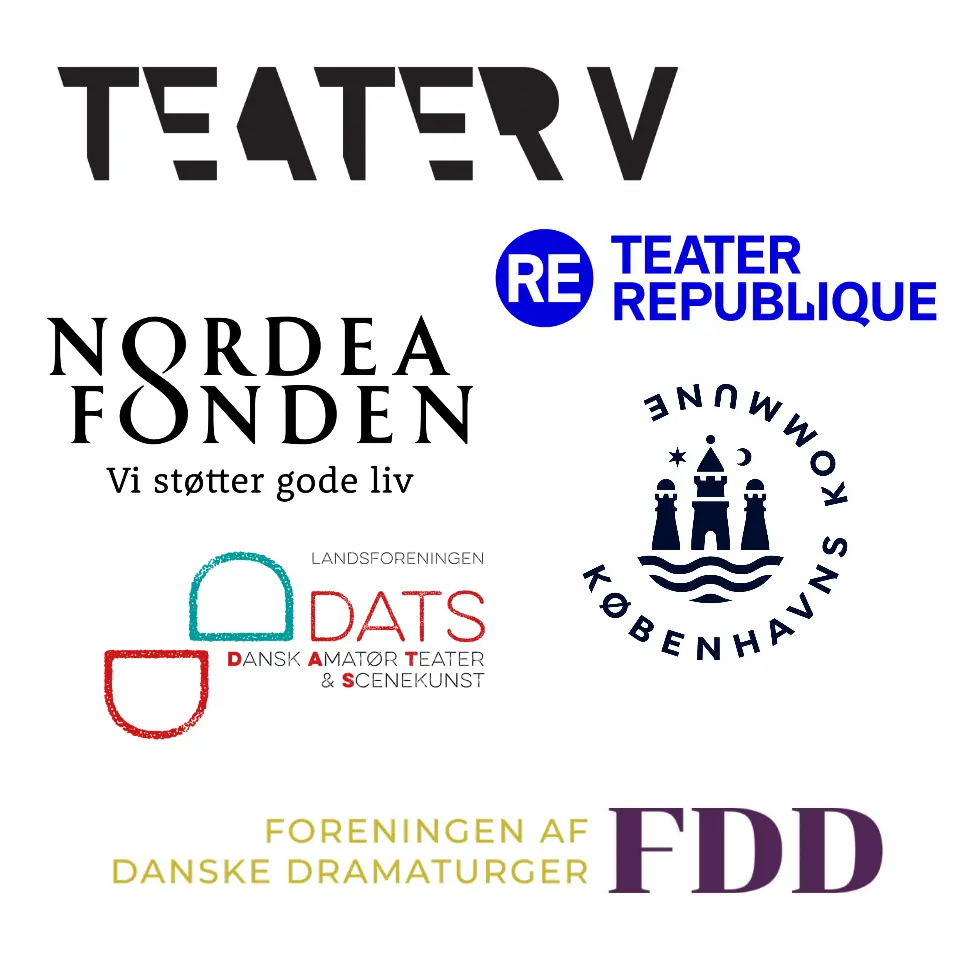 TEATER V
RE
TEATER
REPUBLIQUE
NORDEA
FONDEN
Vi støtter gode liv
KØBENHAVNS KOMMUNE
LANDSFORENINGEN
DATS
DANSK AMATØR TEATER
& SCENEKUNST
FORENINGEN AF
DANSKE DRAMATURGER
FDD